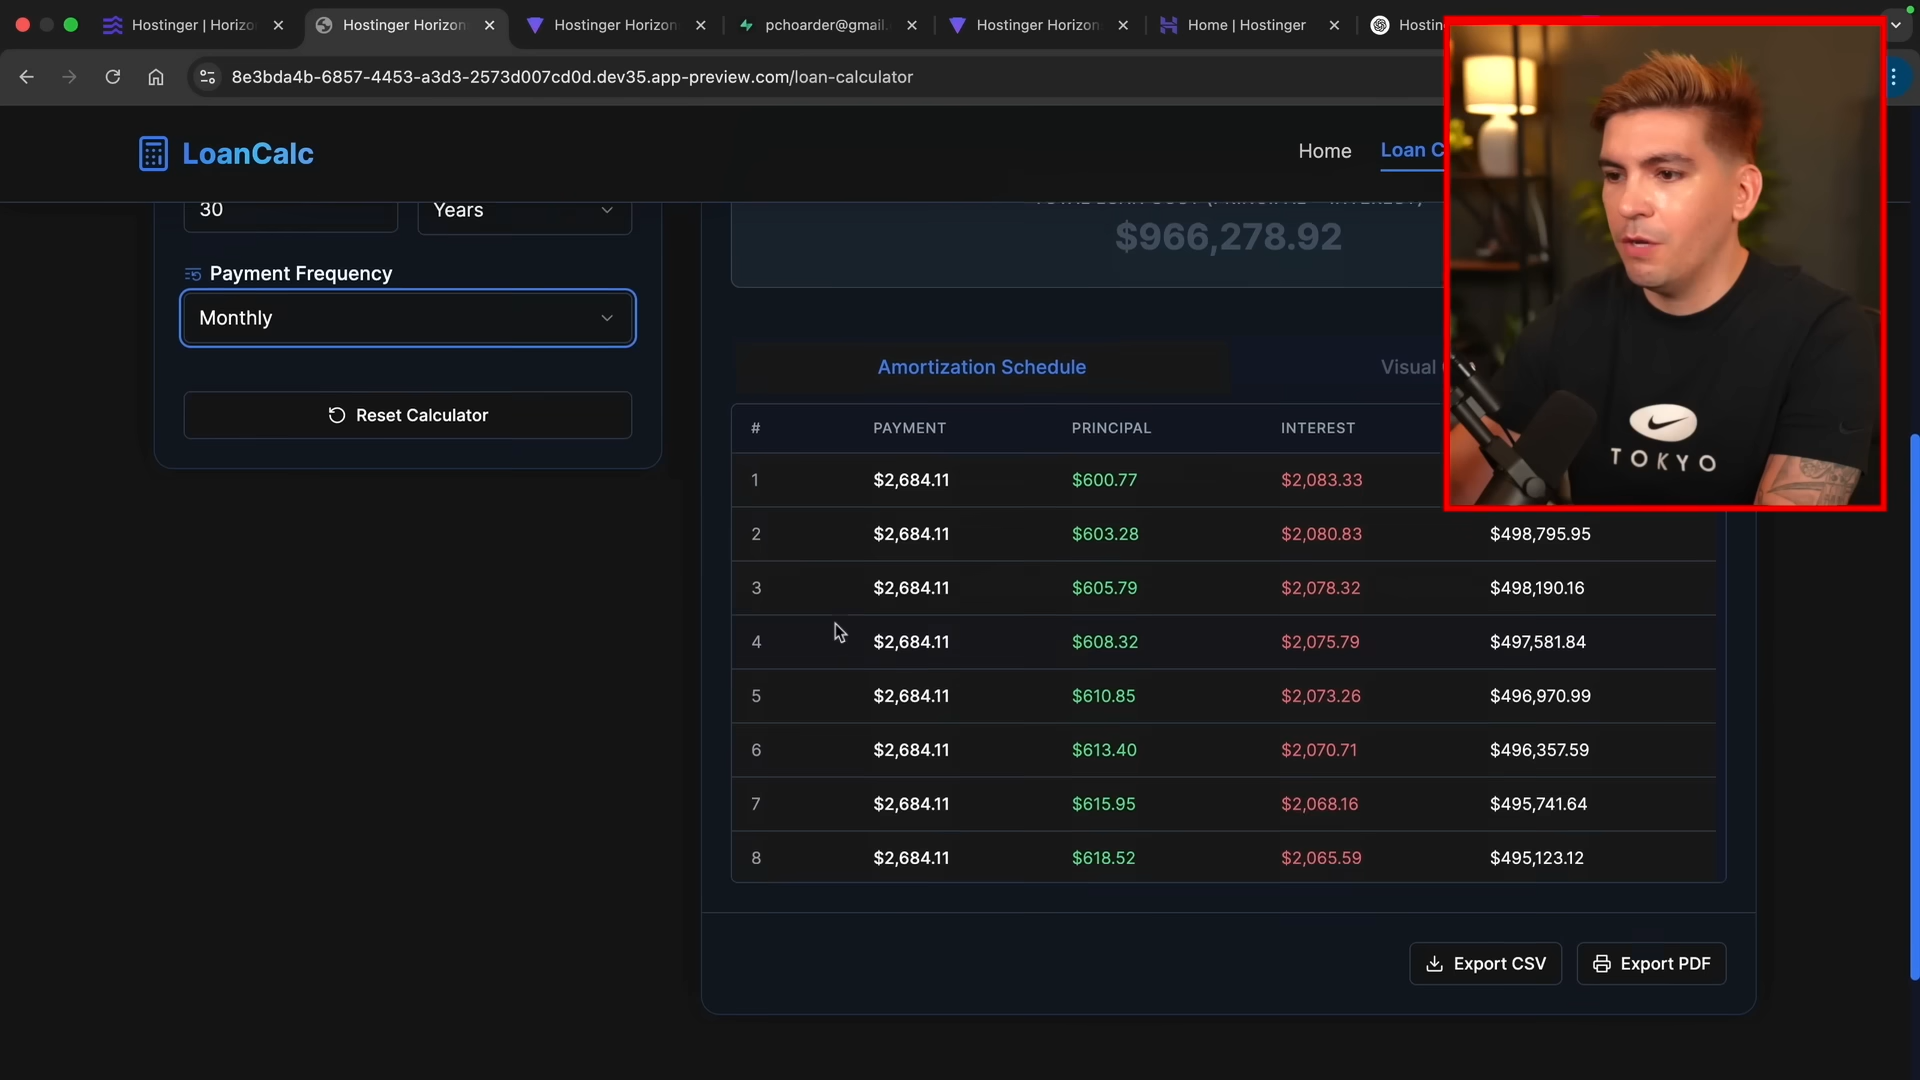 Hostinger | Horizo
Hostinger Horizon
Hostinger Horizon
pchoarder@gmail.
Hostinger Horizon
Home | Hostinger
Hosti
8e3bda4b-6857-4453-a3d3-2573d007cd0d.dev35.app-preview.com/loan-calculator
LoanCalc
Home
Loan C
30
Years
$966,278.92
Payment Frequency
Monthly
Reset Calculator
Amortization Schedule
Visual
# PAYMENT PRINCIPAL INTEREST
1 $2,684.11 $600.77 $2,083.33
2 $2,684.11 $603.28 $2,080.83 $498,795.95
3 $2,684.11 $605.79 $2,078.32 $498,190.16
4 $2,684.11 $608.32 $2,075.79 $497,581.84
5 $2,684.11 $610.85 $2,073.26 $496,970.99
6 $2,684.11 $613.40 $2,070.71 $496,357.59
7 $2,684.11 $615.95 $2,068.16 $495,741.64
8 $2,684.11 $618.52 $2,065.59 $495,123.12
Export CSV
Export PDF
TOKYO